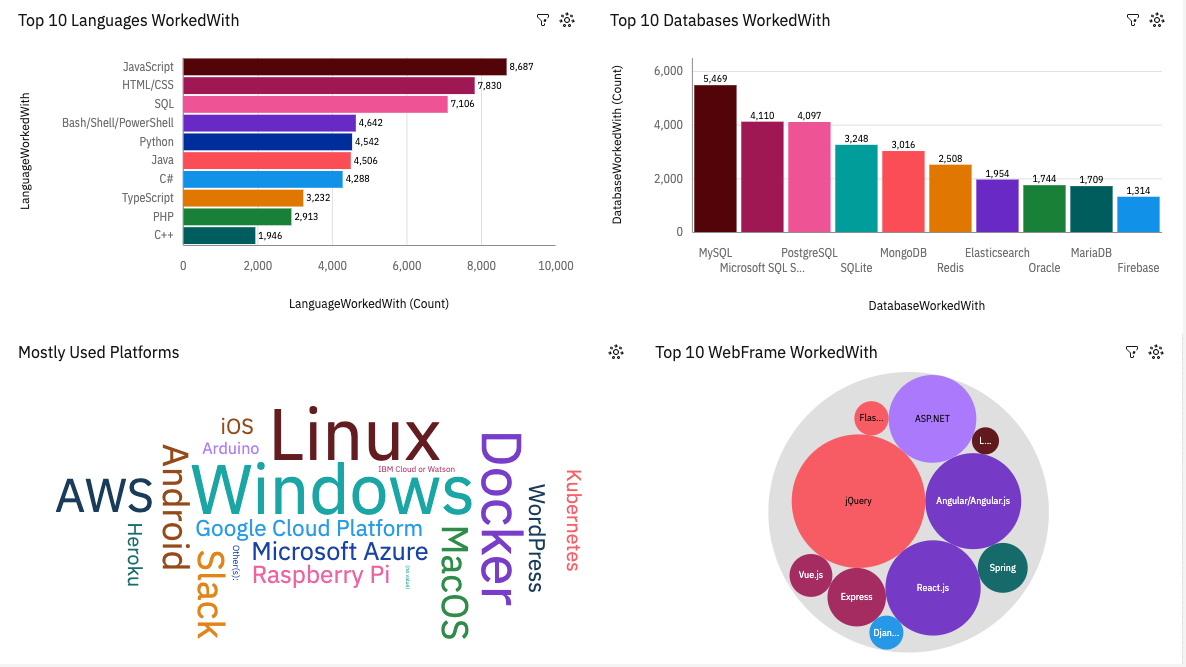 Top 10 Languages WorkedWith
LanguageWorkedWith
JavaScript 8,687
HTML/CSS 7,830
SQL 7,106
Bash/Shell/PowerShell 4,642
Python 4,542
Java 4,506
C# 4,288
TypeScript 3,232
PHP 2,913
C++ 1,946
0 2,000 4,000 6,000 8,000 10,000
LanguageWorkedWith (Count)
Top 10 Databases WorkedWith
DatabaseWorkedWith (Count)
6,000
4,000
2,000
0
5,469 4,110 4,097 3,248 3,016 2,508 1,954 1,744 1,709 1,314
MySQL PostgreSQL MongoDB Elasticsearch MariaDB
Microsoft SQL S... SQLite Redis Oracle Firebase
DatabaseWorkedWith
Mostly Used Platforms
iOS
Linux
Arduino
IBM Cloud or Watson
Windows
AWS
Android
Docker
WordPress
Kubernetes
Heroku
Google Cloud Platform
Microsoft Azure
Raspberry Pi
Slack
Other(s):
(no value)
MacOS
Top 10 WebFrame WorkedWith
Flas...
ASP.NET
L...
jQuery
Angular/Angular.js
Vue.js
Express
React.js
Spring
Djan...